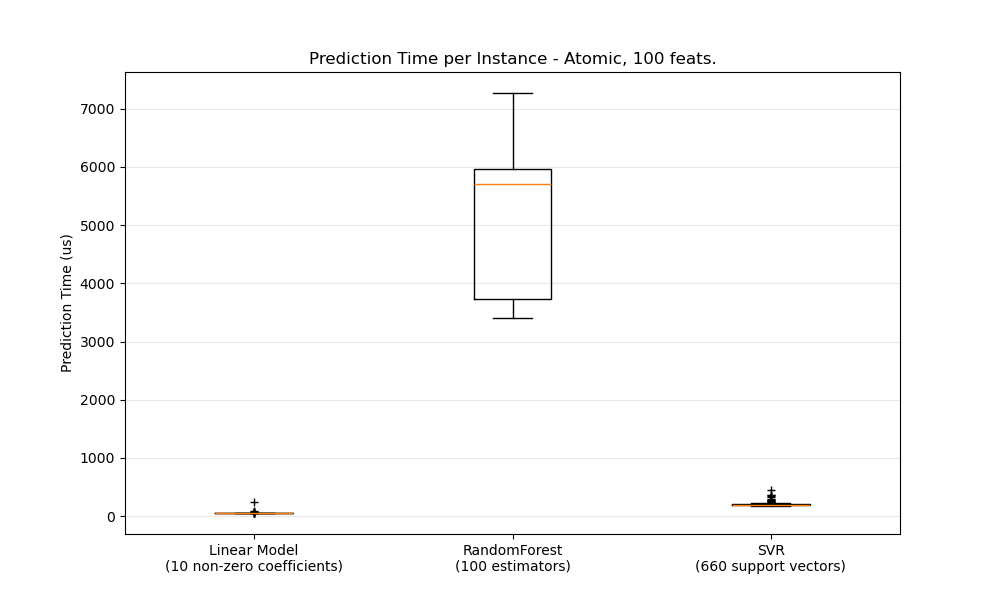 Prediction Time per Instance - Atomic, 100 feats.
Prediction Time (us)
7000
6000
5000
4000
3000
2000
1000
0
Linear Model
(10 non-zero coefficients)
RandomForest
(100 estimators)
SVR
(660 support vectors)